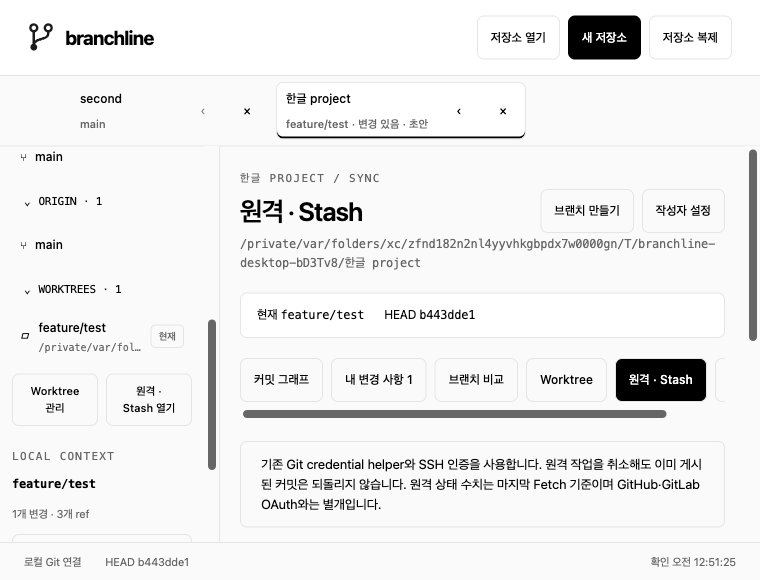 branchline
저장소 열기
새 저장소
저장소 복제
second
main
한글 project
feature/test · 변경 있음 · 초안
main
ORIGIN · 1
main
WORKTREES · 1
feature/test
/private/var/fol…
현재
Worktree
관리
원격 ·
Stash 열기
LOCAL CONTEXT
feature/test
1개 변경 · 3개 ref
한글 PROJECT / SYNC
원격 · Stash
브랜치 만들기
작성자 설정
/private/var/folders/xc/zfnd182n2nl4yyvhkgbpdx7w0000gn/T/branchline-
desktop-bD3Tv8/한글 project
현재 feature/test HEAD b443dde1
커밋 그래프
내 변경 사항 1
브랜치 비교
Worktree
원격 · Stash
기존 Git credential helper와 SSH 인증을 사용합니다. 원격 작업을 취소해도 이미 게시
된 커밋은 되돌리지 않습니다. 원격 상태 수치는 마지막 Fetch 기준이며 GitHub·GitLab
OAuth와는 별개입니다.
로컬 Git 연결
HEAD b443dde1
확인 오전 12:51:25